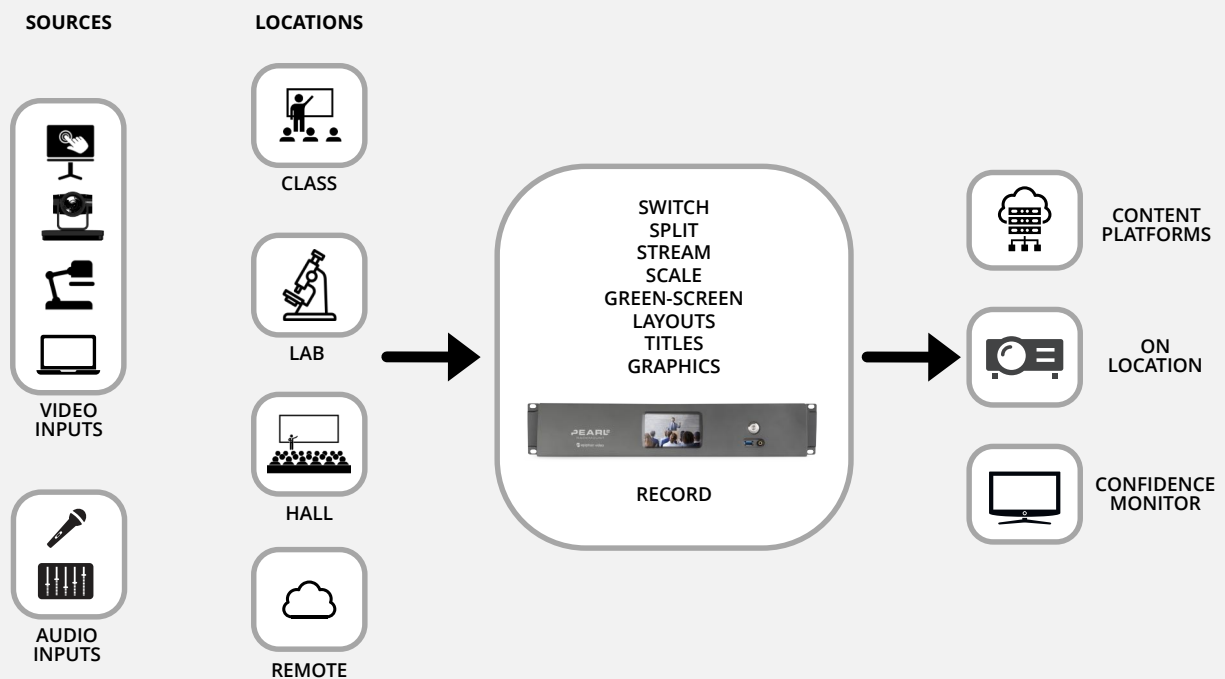 SOURCES
LOCATIONS
VIDEO
INPUTS
AUDIO
INPUTS
CLASS
LAB
HALL
REMOTE
SWITCH
SPLIT
STREAM
SCALE
GREEN-SCREEN
LAYOUTS
TITLES
GRAPHICS
PEARL
RECORD
CONTENT
PLATFORMS
ON
LOCATION
CONFIDENCE
MONITOR